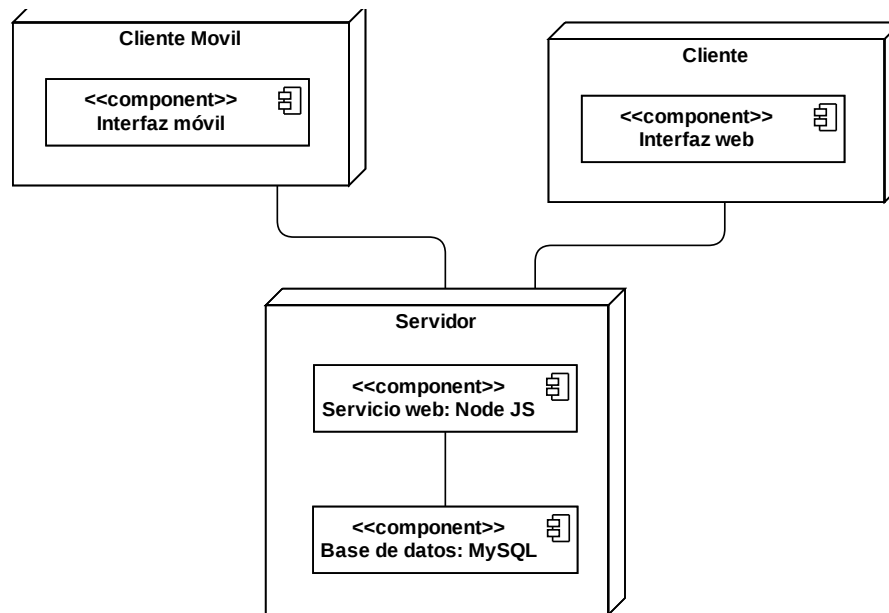 Cliente Movil
<<component>>
Interfaz móvil
Cliente
<<component>>
Interfaz web
Servidor
<<component>>
Servicio web: Node JS
<<component>>
Base de datos: MySQL